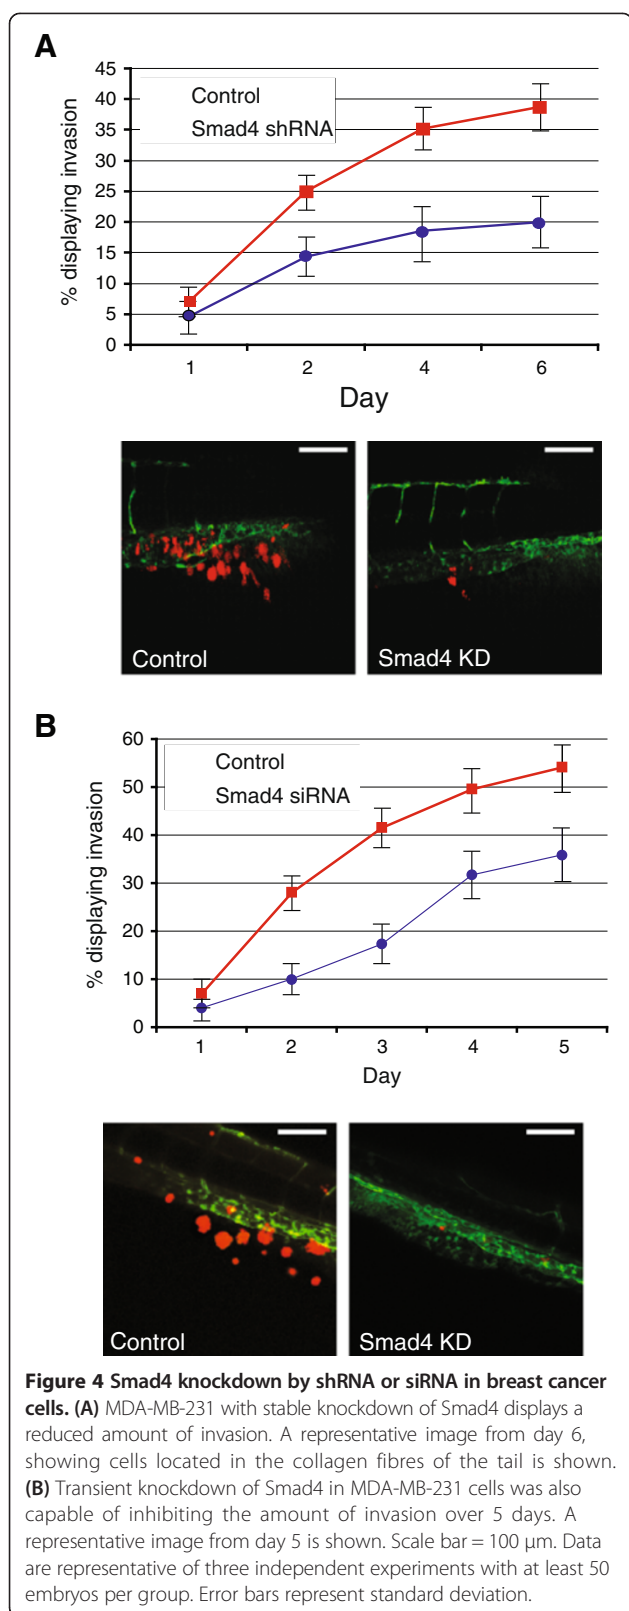 A
45
40
35
30
25
20
15
10
5
0
% displaying invasion
Control
Smad4 shRNA
1 2 4 6
Day
Control
Smad4 KD
B
60
50
40
30
20
10
0
% displaying invasion
Control
Smad4 siRNA
1 2 3 4 5
Day
Control
Smad4 KD
Figure 4 Smad4 knockdown by shRNA or siRNA in breast cancer
cells. (A) MDA-MB-231 with stable knockdown of Smad4 displays a
reduced amount of invasion. A representative image from day 6,
showing cells located in the collagen fibres of the tail is shown.
(B) Transient knockdown of Smad4 in MDA-MB-231 cells was also
capable of inhibiting the amount of invasion over 5 days. A
representative image from day 5 is shown. Scale bar = 100 μm. Data
are representative of three independent experiments with at least 50
embryos per group. Error bars represent standard deviation.